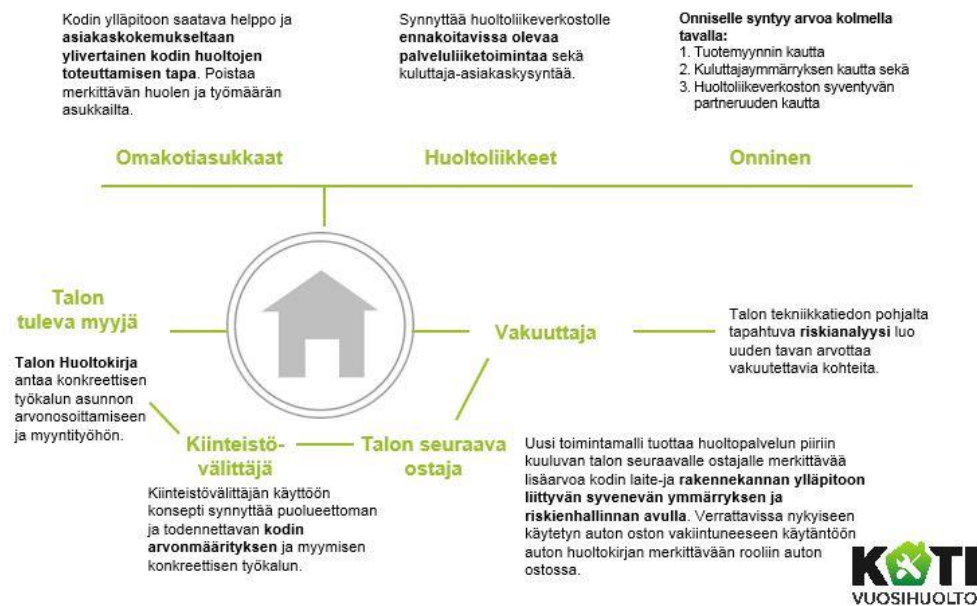 Kodin ylläpitoon saatava helppo ja
asiakaskokemukseltaan
ylivertainen kodin huoltojen
toteuttamisen tapa. Poistaa
merkittävän huolen ja työmäärän
asukkailta.
Synnyttää huoltoliikeverkostolle
ennakoitavissa olevaa
palveluliiketoimintaa sekä
kuluttaja-asiakaskysyntää.
Onniselle syntyy arvoa kolmella
tavalla:
1. Tuotemyynnin kautta
2. Kuluttajaymmärryksen kautta sekä
3. Huoltoliikeverkoston syventyvän
partneruuden kautta
Omakotiasukkaat
Huoltoliikkeet
Onninen
Talon
tuleva myyjä
Talon Huoltokirja
antaa konkreettisen
työkalun asunnon
arvonosoittamiseen
ja myyntityöhön.
Vakuuttaja
Talon tekniikkatiedon pohjalta
tapahtuva riskianalyysi luo
uuden tavan arvottaa
vakuutettavia kohteita.
Kiinteistö-
välittäjä
Kiinteistövälittäjän käyttöön
konsepti synnyttää puolueettoman
ja todennettavan kodin
arvonmäärityksen ja myymisen
konkreettisen työkalun.
Talon seuraava
ostaja
Uusi toimintamalli tuottaa huoltopalvelun piiriin
kuuluvan talon seuraavalle ostajalle merkittävää
lisäarvoa kodin laite-ja rakennekannan ylläpitoon
liittyvän syvenevän ymmärryksen ja
riskienhallinnan avulla. Verrattavissa nykyiseen
käytetyn auton oston vakiintuneeseen käytäntöön
auton huoltokirjan merkittävään rooliin auton
ostossa.
KOTI
VUOSIHUOLTO